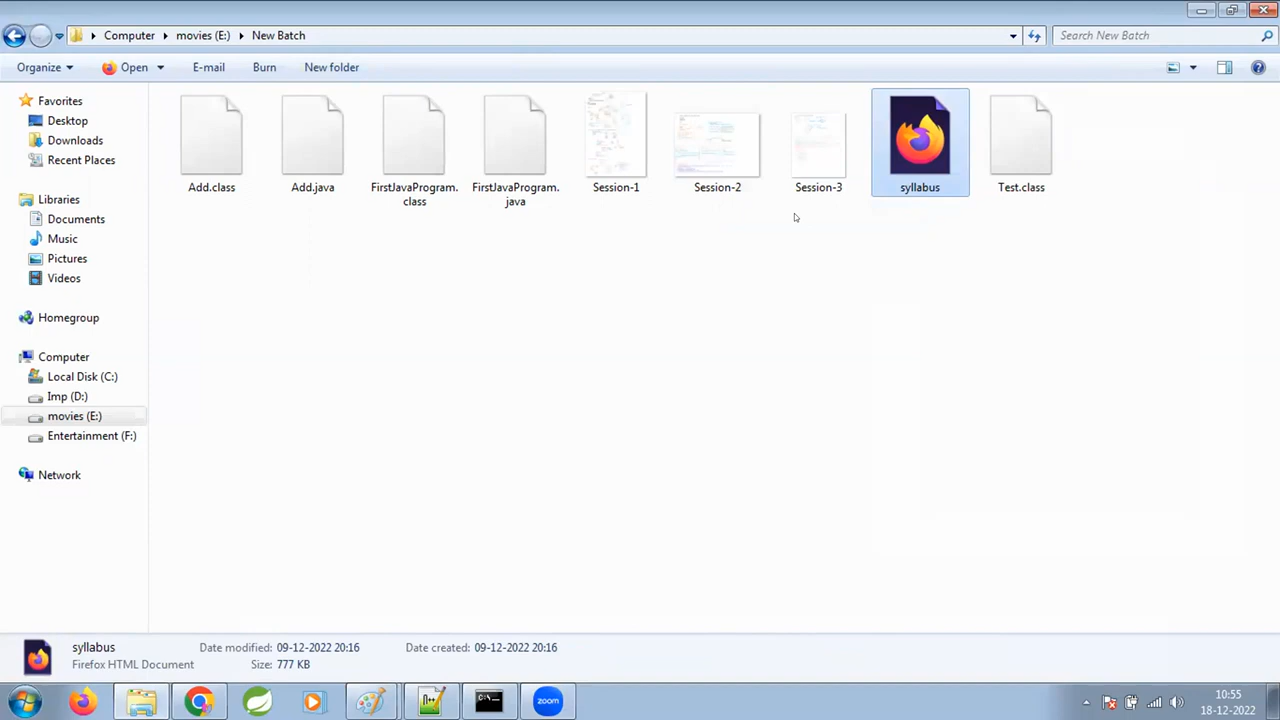 Computer movies (E:) New Batch
Search New Batch
Organize Open E-mail Burn New folder
Favorites
Desktop
Downloads
Recent Places
Libraries
Documents
Music
Pictures
Videos
Homegroup
Computer
Local Disk (C:)
Imp (D:)
movies (E:)
Entertainment (F:)
Network
Add.class
Add.java
FirstJavaProgram.
class
FirstJavaProgram.
java
Session-1
Session-2
Session-3
syllabus
Test.class
syllabus Date modified: 09-12-2022 20:16 Date created: 09-12-2022 20:16
Firefox HTML Document Size: 777 KB
C:\.
zoom
10:55
18-12-2022